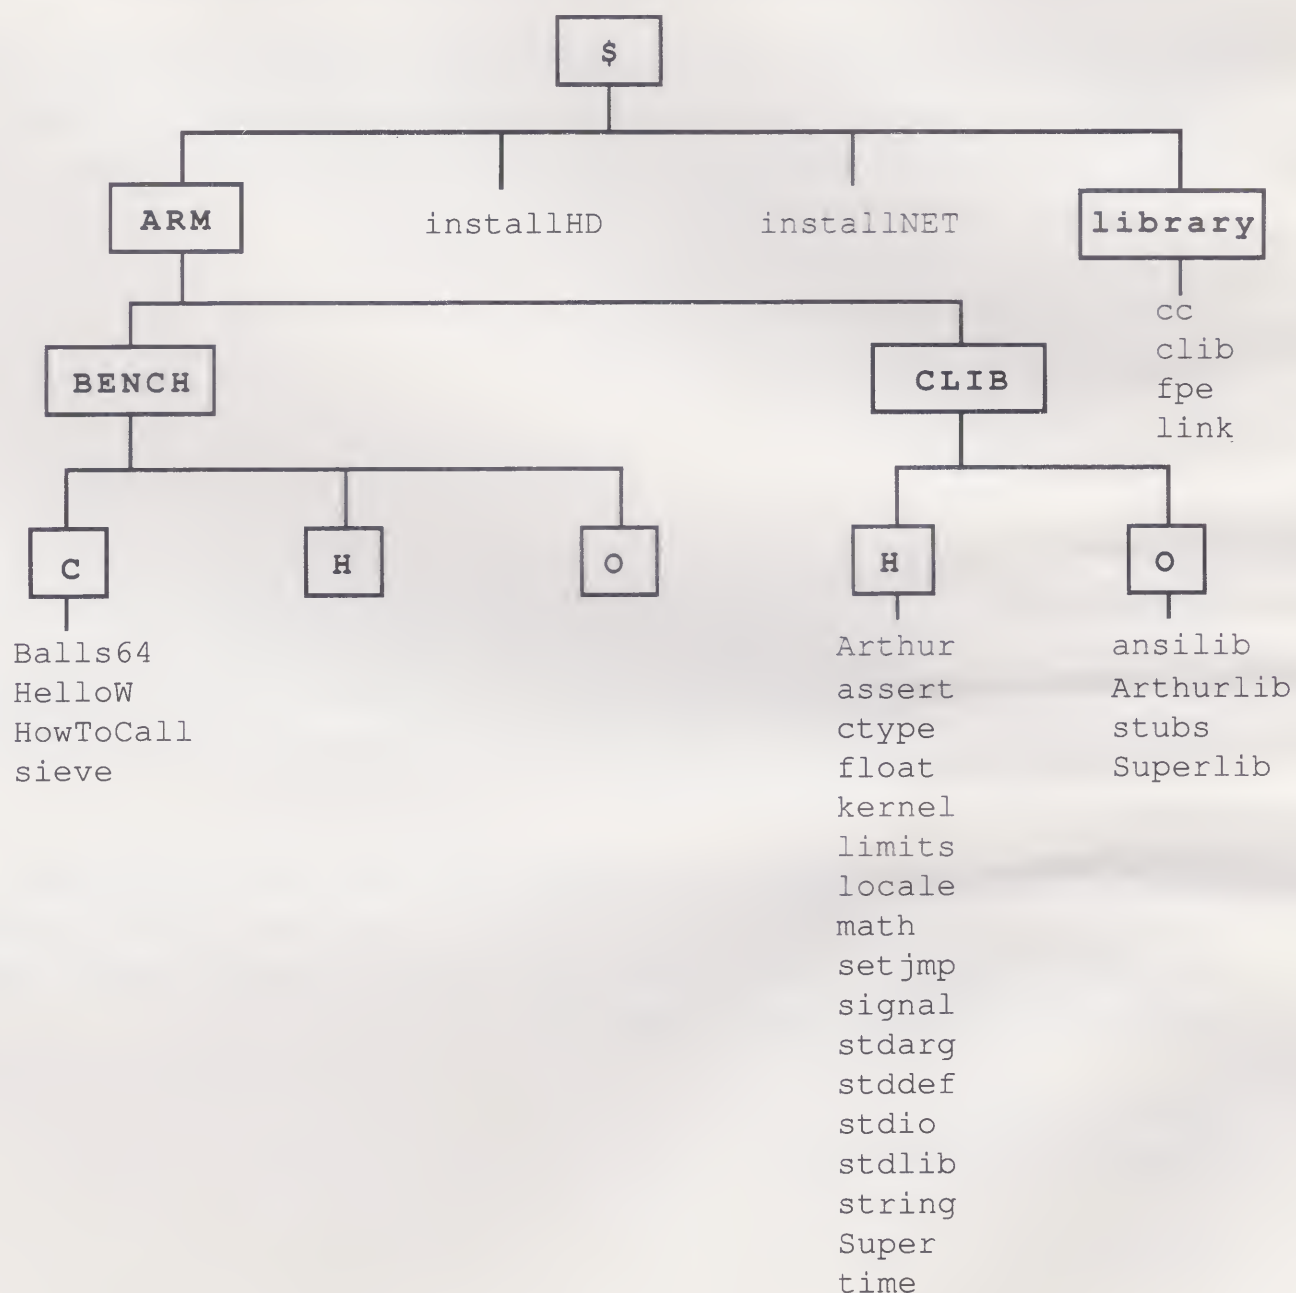 $
ARM
installHD
installNET
library
cc
clib
fpe
link
BENCH
CLIB
C
H
O
H
O
Balls64
HelloW
HowToCall
sieve
Arthur
assert
ctype
float
kernel
limits
locale
math
setjmp
signal
stdarg
stddef
stdio
stdlib
string
Super
time
ansilib
Arthurlib
stubs
Superlib